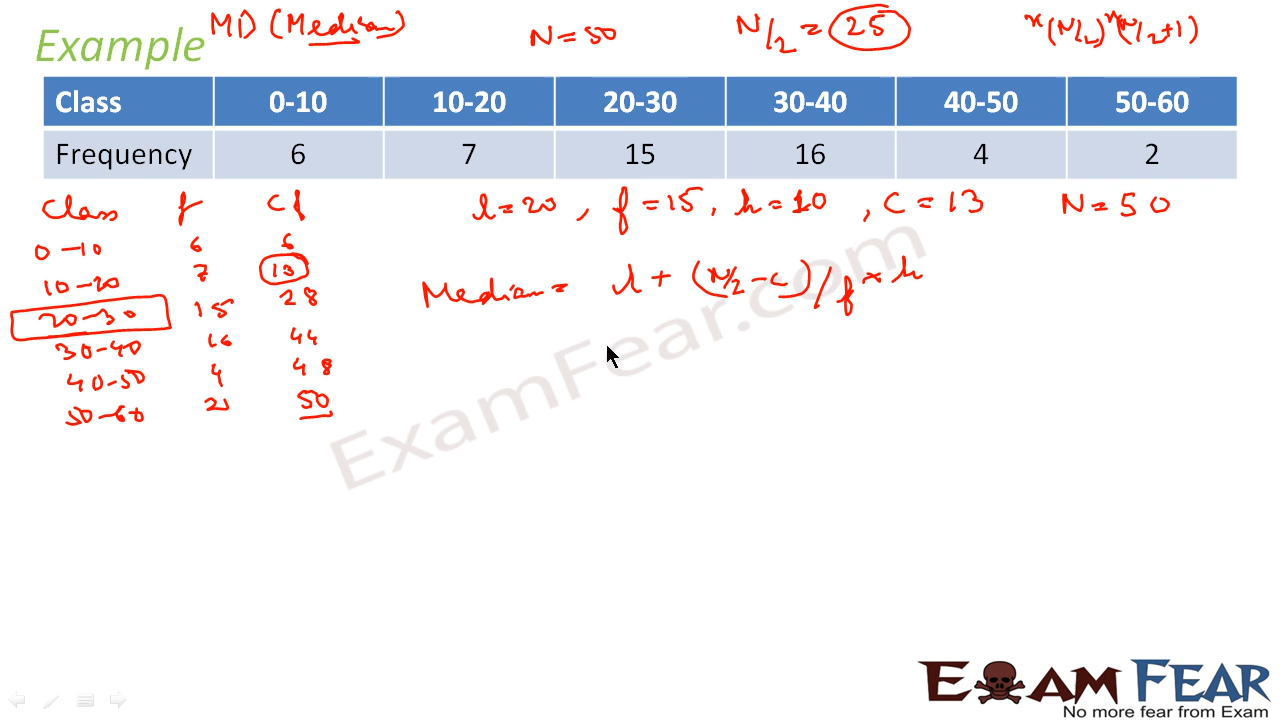 Example MD (Median) N = 50 N/2 = 25 x(N/2) x(N/2+1)
Class 0-10 10-20 20-30 30-40 40-50 50-60
Frequency 6 7 15 16 4 2
Class f cf
l = 20, f = 15, h = 10, C = 13 N = 50
0-10 6 6
10-20 7 13
Median = l + (N/2 - C)/f × h
20-30 15 28
30-40 16 44
40-50 4 48
50-60 2 50
ExamFear.com
EXAM FEAR
No more fear from Exam